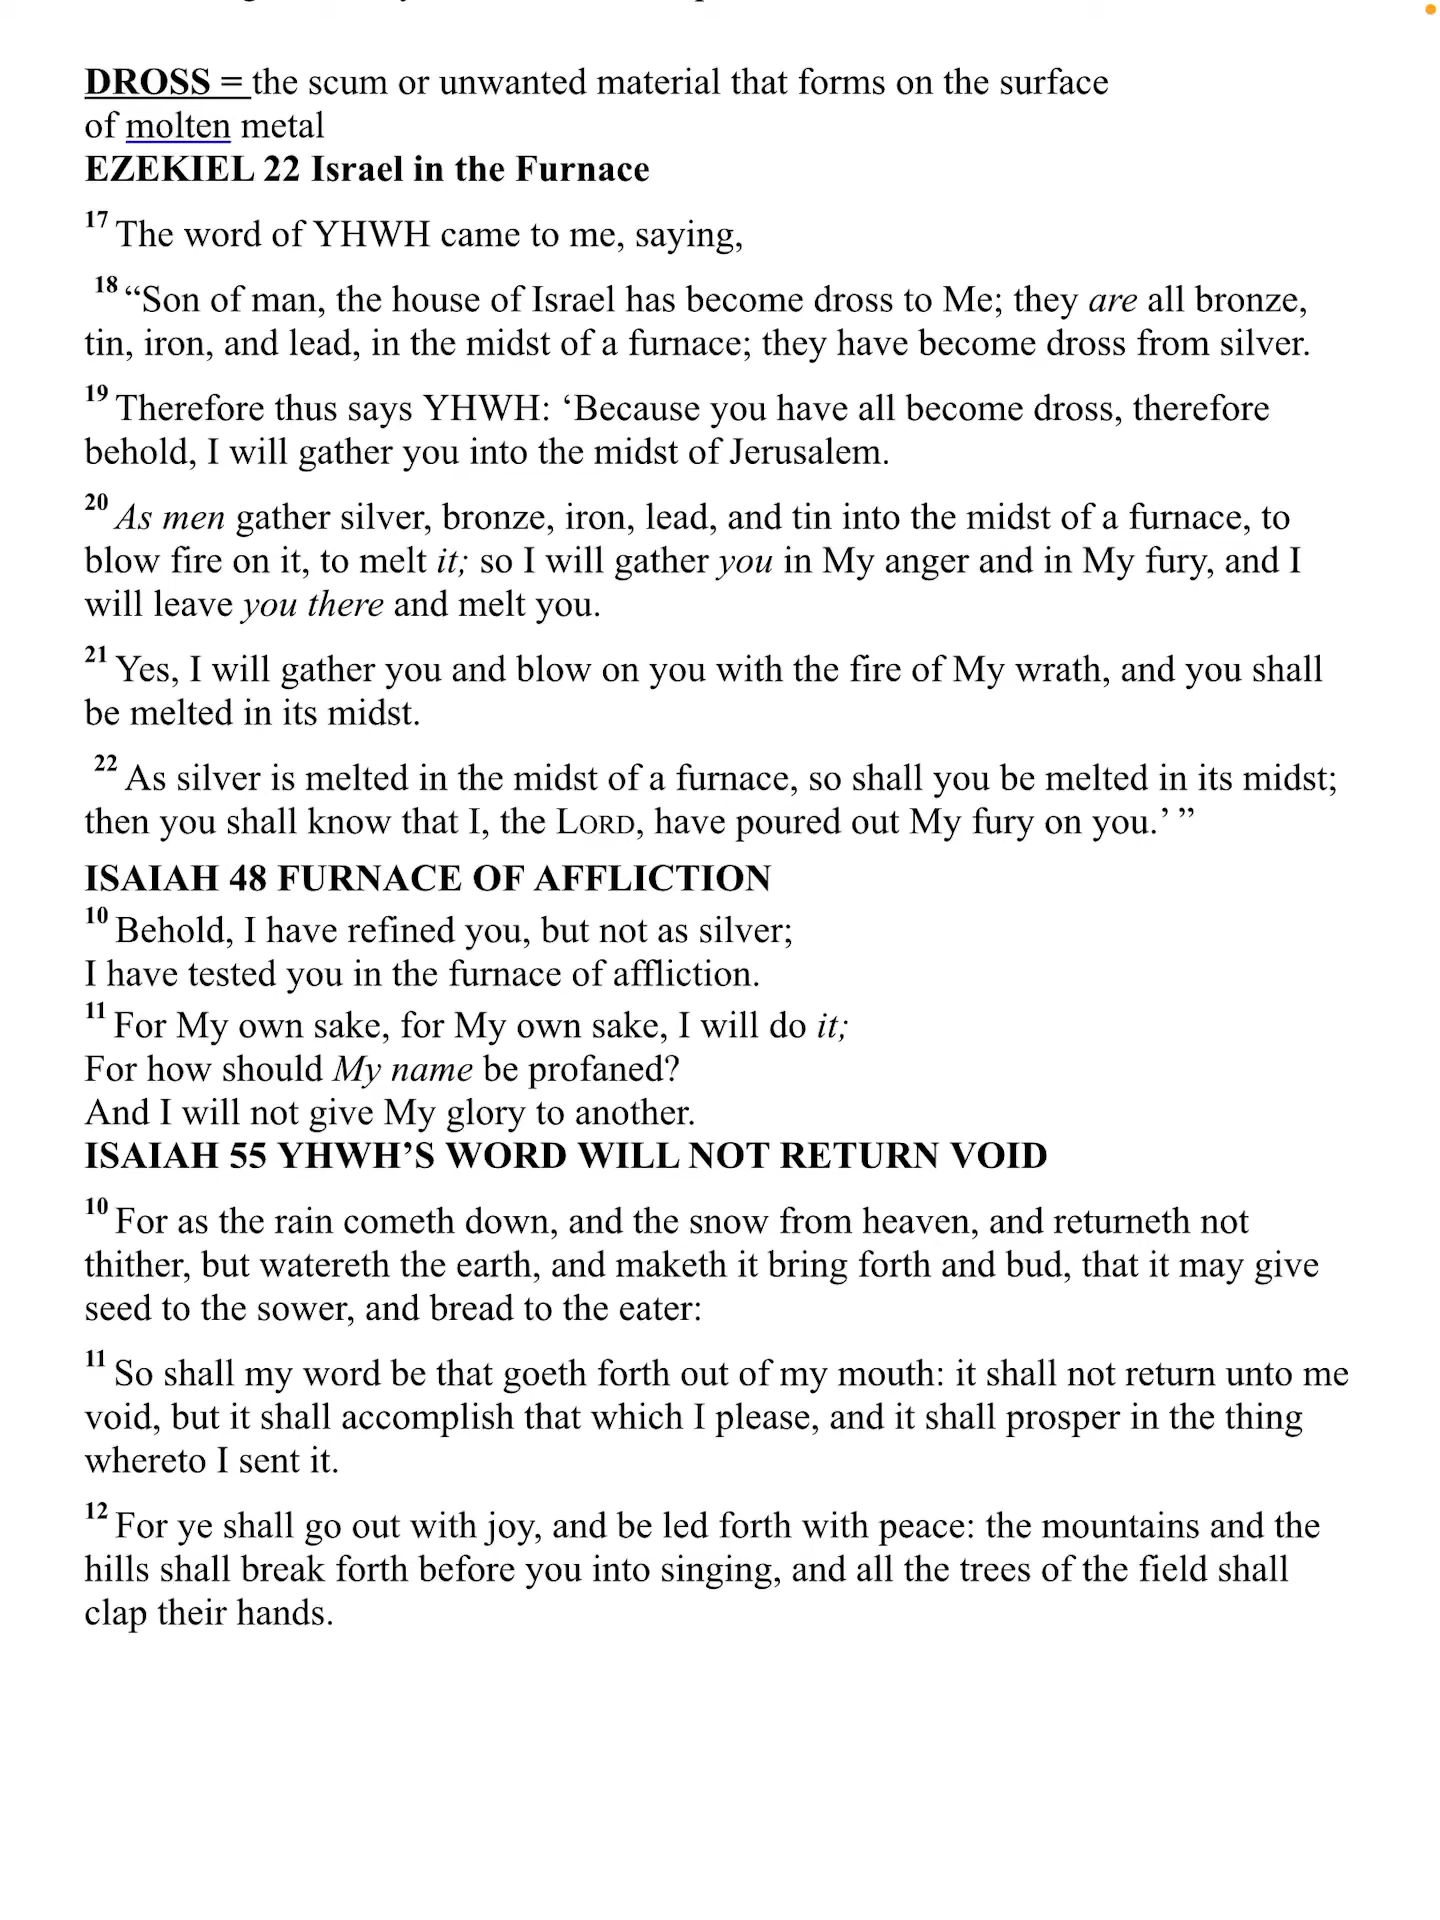 DROSS = the scum or unwanted material that forms on the surface
of molten metal
EZEKIEL 22 Israel in the Furnace
17 The word of YHWH came to me, saying,
18 “Son of man, the house of Israel has become dross to Me; they are all bronze,
tin, iron, and lead, in the midst of a furnace; they have become dross from silver.
19 Therefore thus says YHWH: ‘Because you have all become dross, therefore
behold, I will gather you into the midst of Jerusalem.
20 As men gather silver, bronze, iron, lead, and tin into the midst of a furnace, to
blow fire on it, to melt it; so I will gather you in My anger and in My fury, and I
will leave you there and melt you.
21 Yes, I will gather you and blow on you with the fire of My wrath, and you shall
be melted in its midst.
22 As silver is melted in the midst of a furnace, so shall you be melted in its midst;
then you shall know that I, the LORD, have poured out My fury on you.’ ”
ISAIAH 48 FURNACE OF AFFLICTION
10 Behold, I have refined you, but not as silver;
I have tested you in the furnace of affliction.
11 For My own sake, for My own sake, I will do it;
For how should My name be profaned?
And I will not give My glory to another.
ISAIAH 55 YHWH’S WORD WILL NOT RETURN VOID
10 For as the rain cometh down, and the snow from heaven, and returneth not
thither, but watereth the earth, and maketh it bring forth and bud, that it may give
seed to the sower, and bread to the eater:
11 So shall my word be that goeth forth out of my mouth: it shall not return unto me
void, but it shall accomplish that which I please, and it shall prosper in the thing
whereto I sent it.
12 For ye shall go out with joy, and be led forth with peace: the mountains and the
hills shall break forth before you into singing, and all the trees of the field shall
clap their hands.